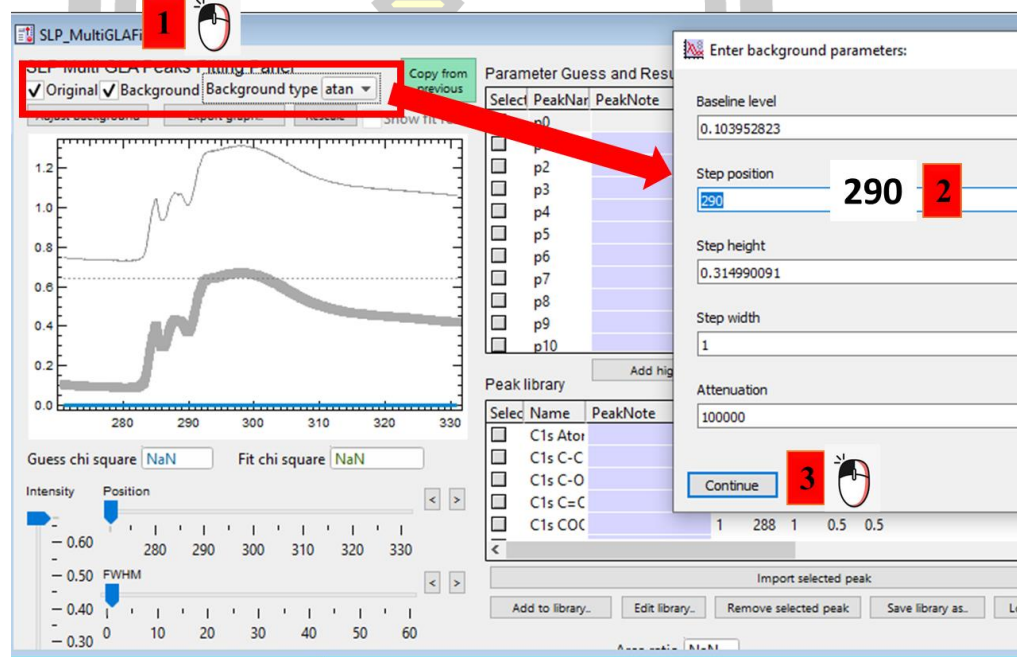 1
SLP_MultiGLAFi
SLP Multi GLA Peaks Fitting Panel
Original Background Background type atan
Copy from previous
Adjust background Export graph.. Rescale Show fit
1.2
1.0
0.8
0.6
0.4
0.2
0.0
280 290 300 310 320 330
Guess chi square NaN Fit chi square NaN
Intensity Position
< >
0.60
280 290 300 310 320 330
0.50 FWHM
< >
0.40
0 10 20 30 40 50 60
0.30
Parameter Guess and Resu
Select PeakNar PeakNote
p0
p2
p3
p4
p5
p6
p7
p8
p9
p10
Add hig
Peak library
Selec Name PeakNote
C1s Ator
C1s C-C
C1s C-O
C1s C=C
C1s COC 1 288 1 0.5 0.5
<
Import selected peak
Add to library.. Edit library.. Remove selected peak Save library as.. L
Area ratio NaN
Enter background parameters:
Baseline level
0.103952823
Step position
290
290 2
Step height
0.314990091
Step width
1
Attenuation
100000
Continue 3